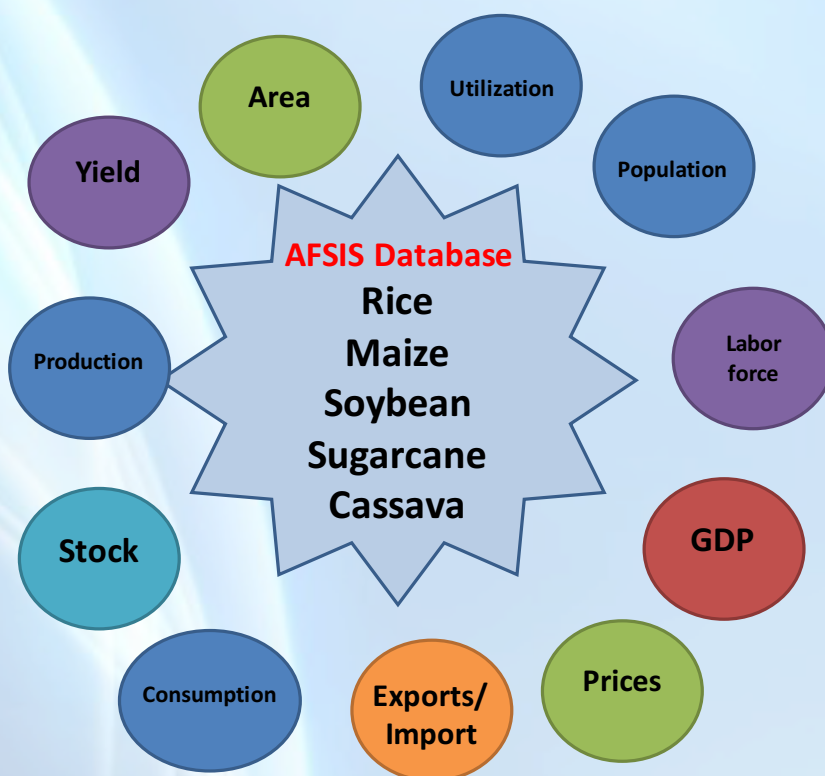 Area
Utilization
Yield
Population
AFSIS Database
Rice
Maize
Soybean
Sugarcane
Cassava
Production
Labor
force
Stock
GDP
Consumption
Exports/
Import
Prices